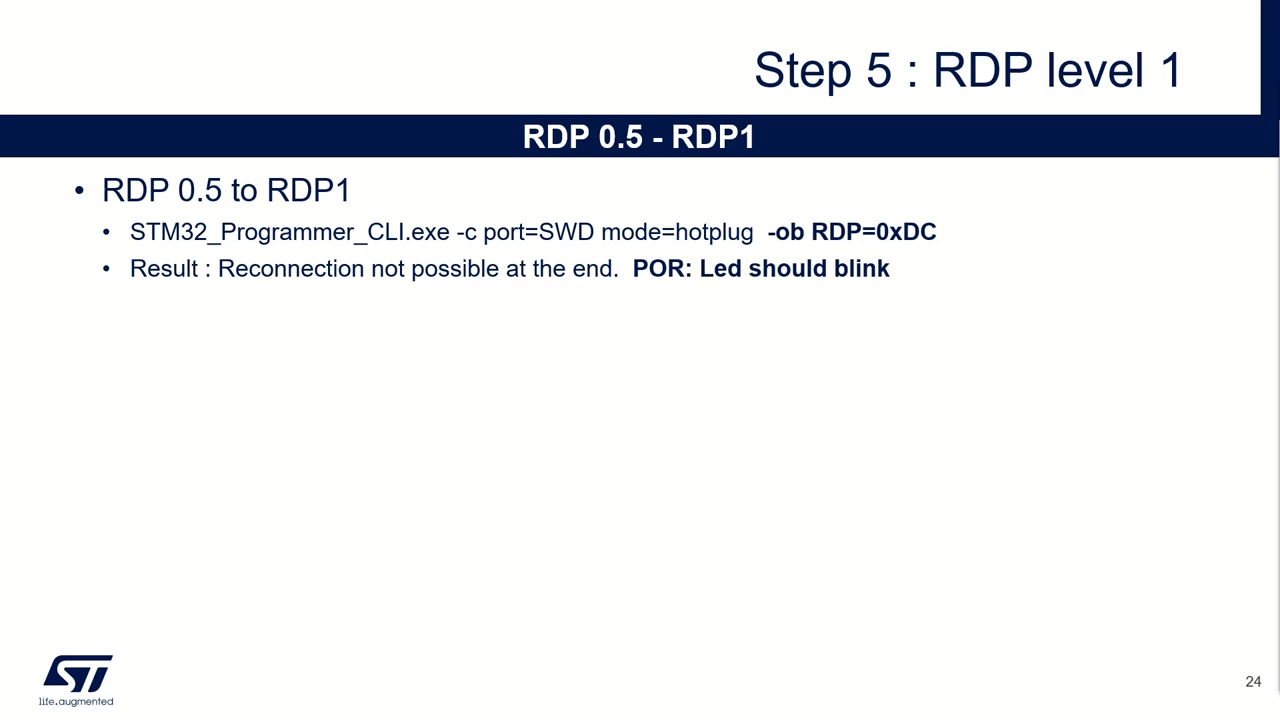 Step 5 : RDP level 1
RDP 0.5 - RDP1
• RDP 0.5 to RDP1
• STM32_Programmer_CLI.exe -c port=SWD mode=hotplug -ob RDP=0xDC
• Result : Reconnection not possible at the end. POR: Led should blink
ST
life.augmented
24